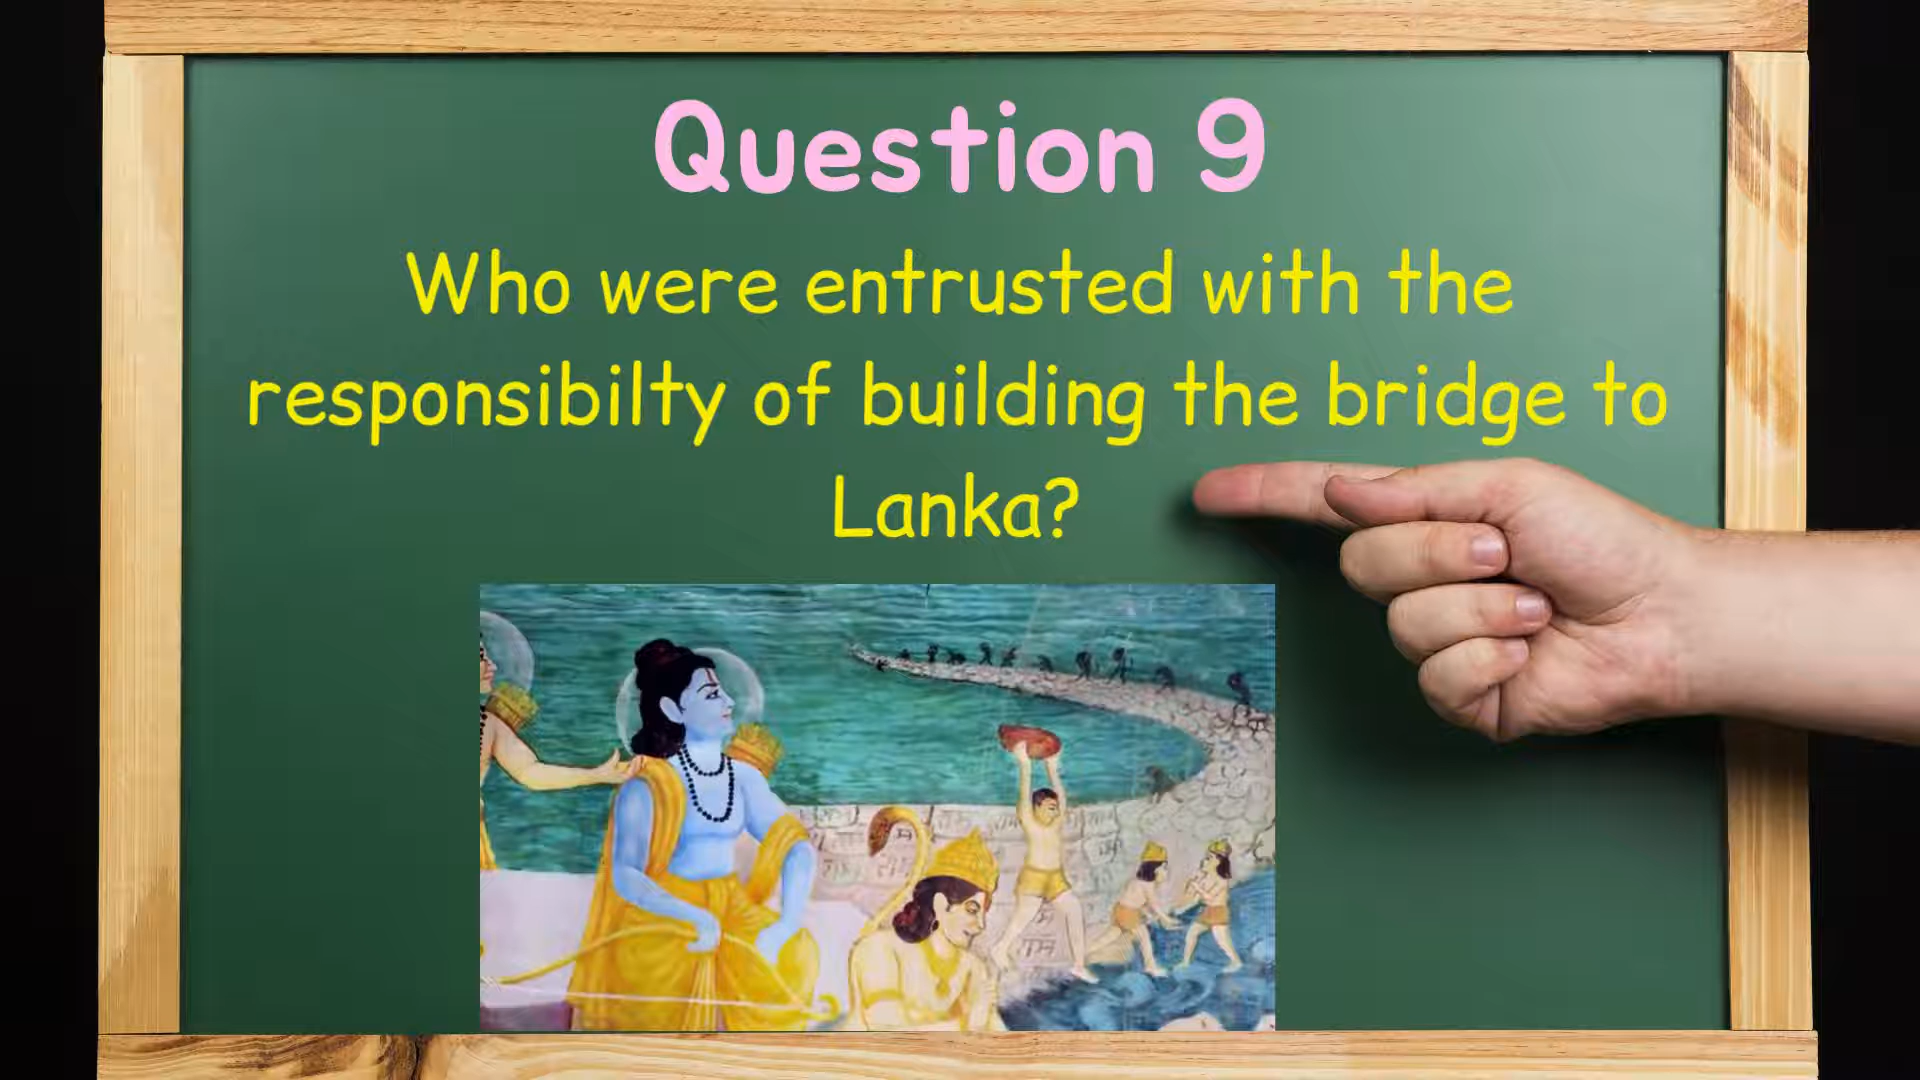 Question 9
Who were entrusted with the
responsibilty of building the bridge to
Lanka?
राम